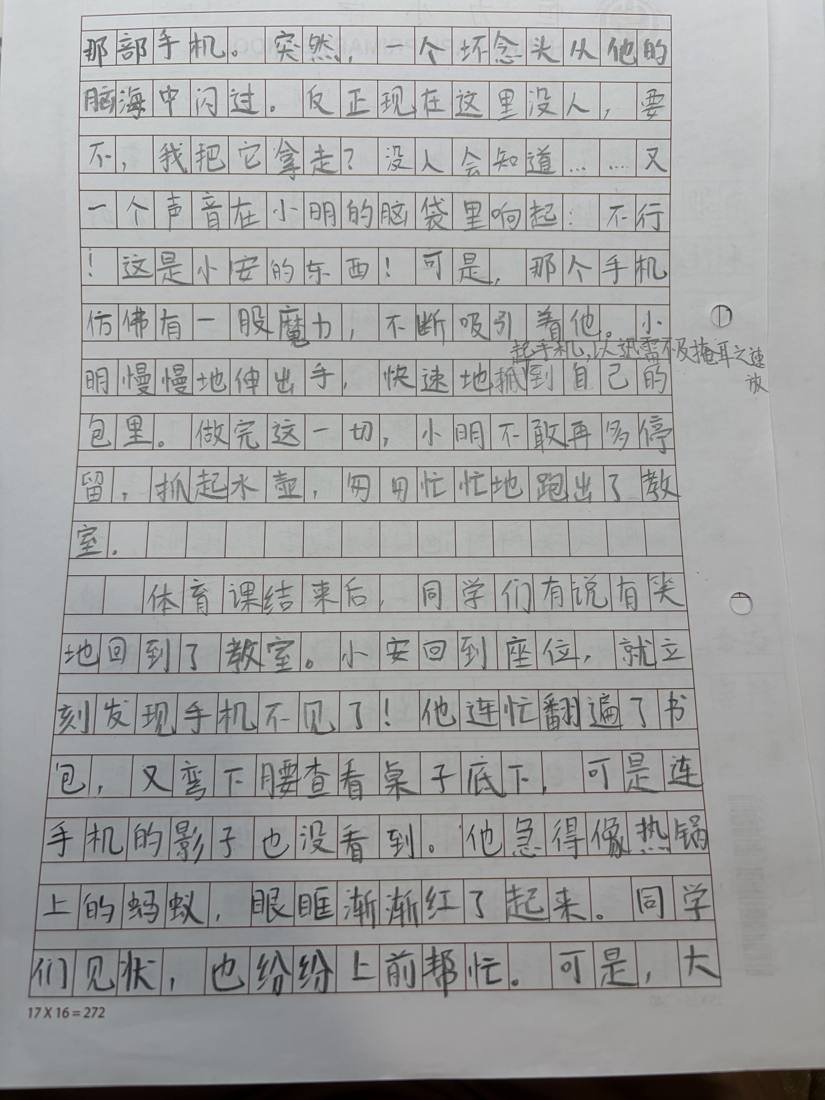 那部手机。突然，一个坏念头从他的
脑海中闪过。反正现在这里没人，要
不，我把它拿走？没人会知道……又
一个声音在小明的脑袋里响起：不行
！这是小安的东西！可是，那个手机
仿佛有一股魔力，不断吸引着他。小
起手机，以迅雷不及掩耳之速
放
明慢慢地伸出手，快速地抓到自己的
包里。做完这一切，小明不敢再多停
留，抓起水壶，匆匆忙忙地跑出了教
室。
体育课结束后，同学们有说有笑
地回到了教室。小安回到座位，就立
刻发现手机不见了！他连忙翻遍了书
包，又弯下腰查看桌子底下，可是连
手机的影子也没看到。他急得像热锅
上的蚂蚁，眼眶渐渐红了起来。同学
们见状，也纷纷上前帮忙。可是，大
17 X 16 = 272